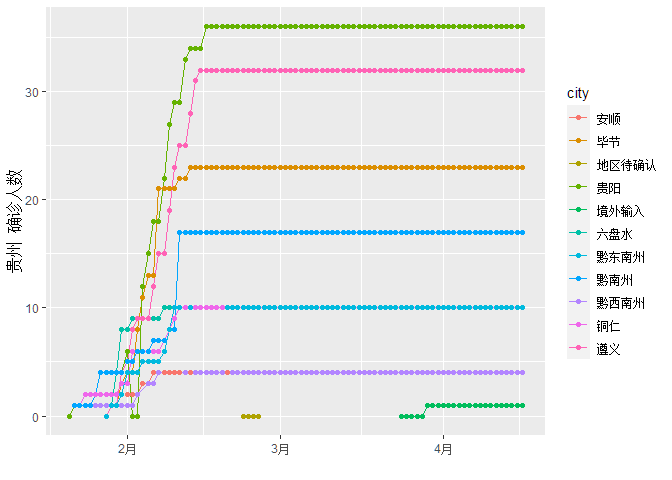 贵州 确诊人数
30
20
10
0
2月
3月
4月
city
安顺
毕节
地区待确认
贵阳
境外输入
六盘水
黔东南州
黔南州
黔西南州
铜仁
遵义